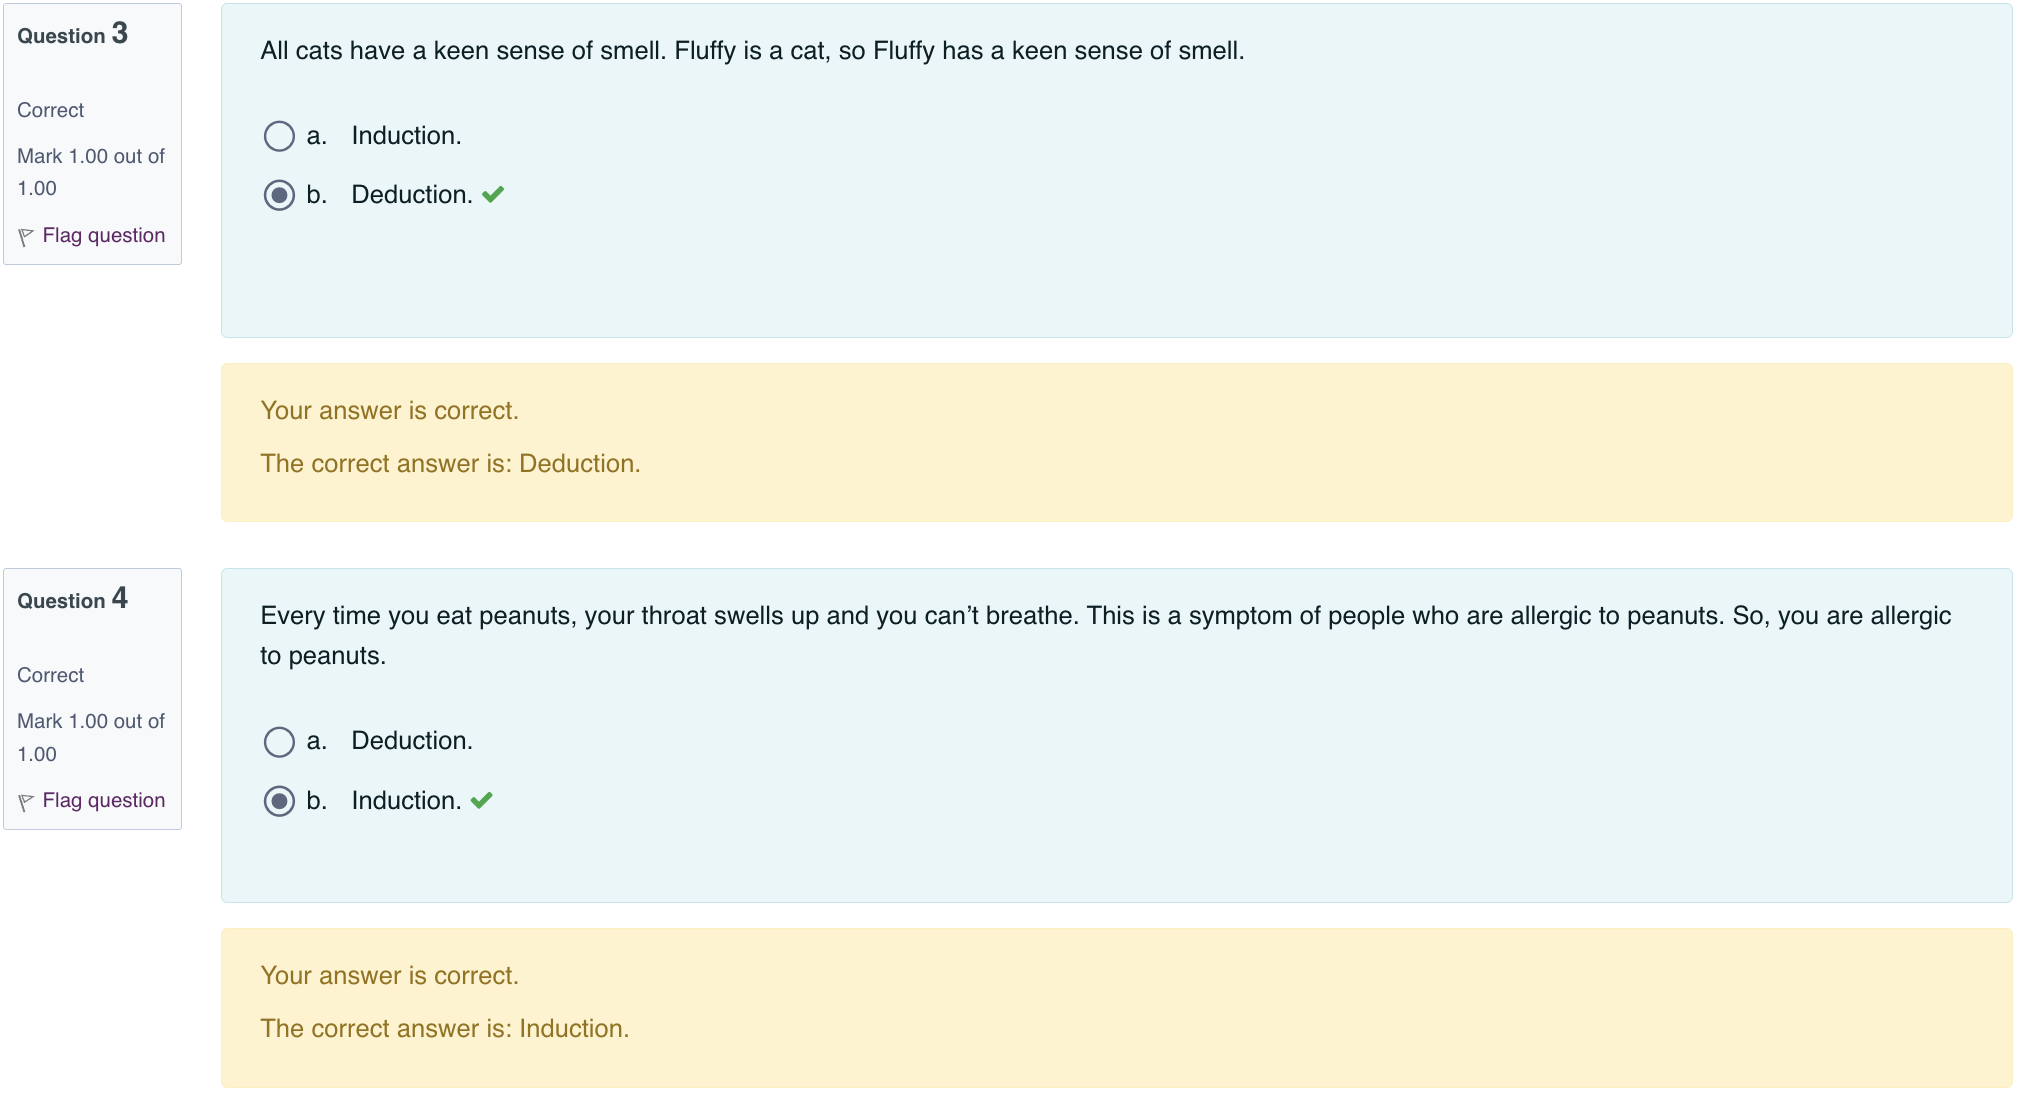 Question 3
Correct
Mark 1.00 out of
1.00
Flag question
All cats have a keen sense of smell. Fluffy is a cat, so Fluffy has a keen sense of smell.
a. Induction.
b. Deduction.
Your answer is correct.
The correct answer is: Deduction.
Question 4
Correct
Mark 1.00 out of
1.00
Flag question
Every time you eat peanuts, your throat swells up and you can’t breathe. This is a symptom of people who are allergic to peanuts. So, you are allergic
to peanuts.
a. Deduction.
b. Induction.
Your answer is correct.
The correct answer is: Induction.